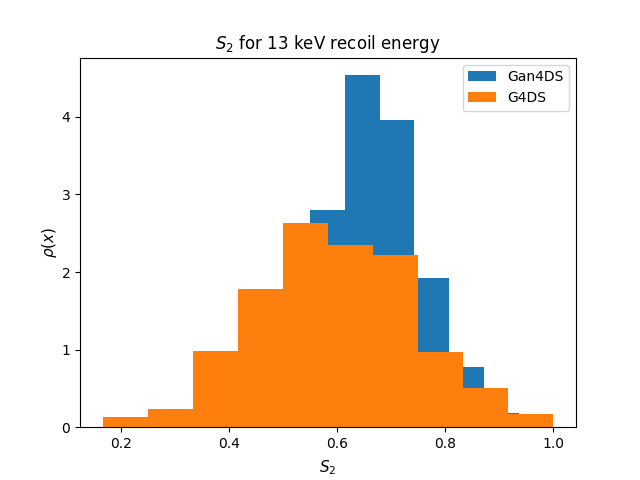 S₂ for 13 keV recoil energy
Gan4DS
G4DS
ρ(x)
4
3
2
1
0
0.2 0.4 0.6 0.8 1.0
S₂